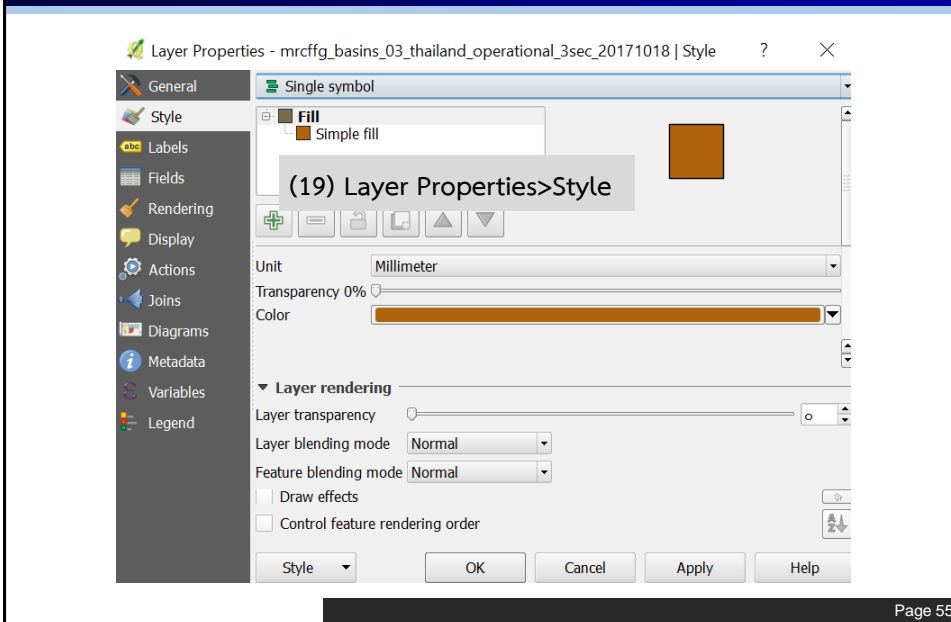 Layer Properties - mrcffg_basins_03_thailand_operational_3sec_20171018 | Style ?
General
Style
abc Labels
Fields
Rendering
Display
Actions
Joins
Diagrams
Metadata
Variables
Legend
Single symbol
Fill
Simple fill
(19) Layer Properties>Style
Unit Millimeter
Transparency 0%
Color
Layer rendering
Layer transparency 0
Layer blending mode Normal
Feature blending mode Normal
Draw effects
Control feature rendering order
Style OK Cancel Apply Help
Page 55